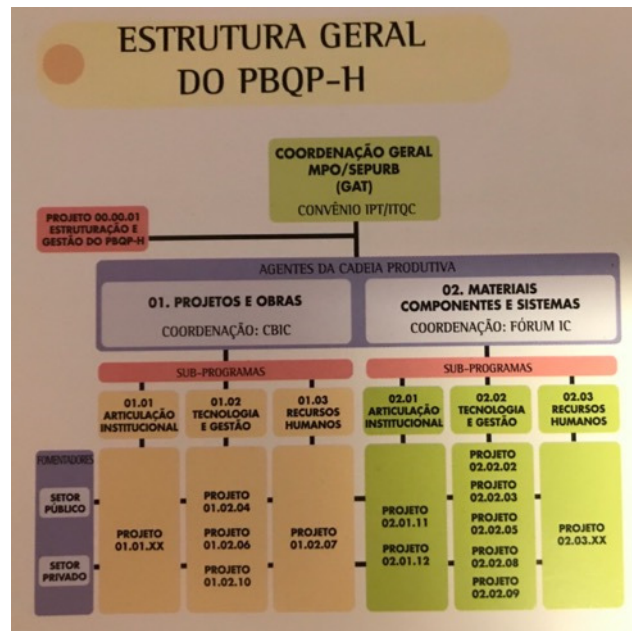 ESTRUTURA GERAL
DO PBQP-H
COORDENAÇÃO GERAL
MPO/SEPURB
(GAT)
CONVÊNIO IPT/ITQC
PROJETO 00.00.01
ESTRUTURAÇÃO E
GESTÃO DO PBQP-H
AGENTES DA CADEIA PRODUTIVA
01. PROJETOS E OBRAS
COORDENAÇÃO: CBIC
02. MATERIAIS
COMPONENTES E SISTEMAS
COORDENAÇÃO: FÓRUM IC
SUB-PROGRAMAS
SUB-PROGRAMAS
01.01
ARTICULAÇÃO
INSTITUCIONAL
01.02
TECNOLOGIA
E GESTÃO
01.03
RECURSOS
HUMANOS
02.01
ARTICULAÇÃO
INSTITUCIONAL
02.02
TECNOLOGIA
E GESTÃO
02.03
RECURSOS
HUMANOS
FOMENTADORES
SETOR
PÚBLICO
SETOR
PRIVADO
PROJETO
01.01.XX
PROJETO
01.02.04
PROJETO
01.02.06
PROJETO
01.02.10
PROJETO
01.02.07
PROJETO
02.01.11
PROJETO
02.01.12
PROJETO
02.02.02
PROJETO
02.02.03
PROJETO
02.02.05
PROJETO
02.02.08
PROJETO
02.02.09
PROJETO
02.03.XX